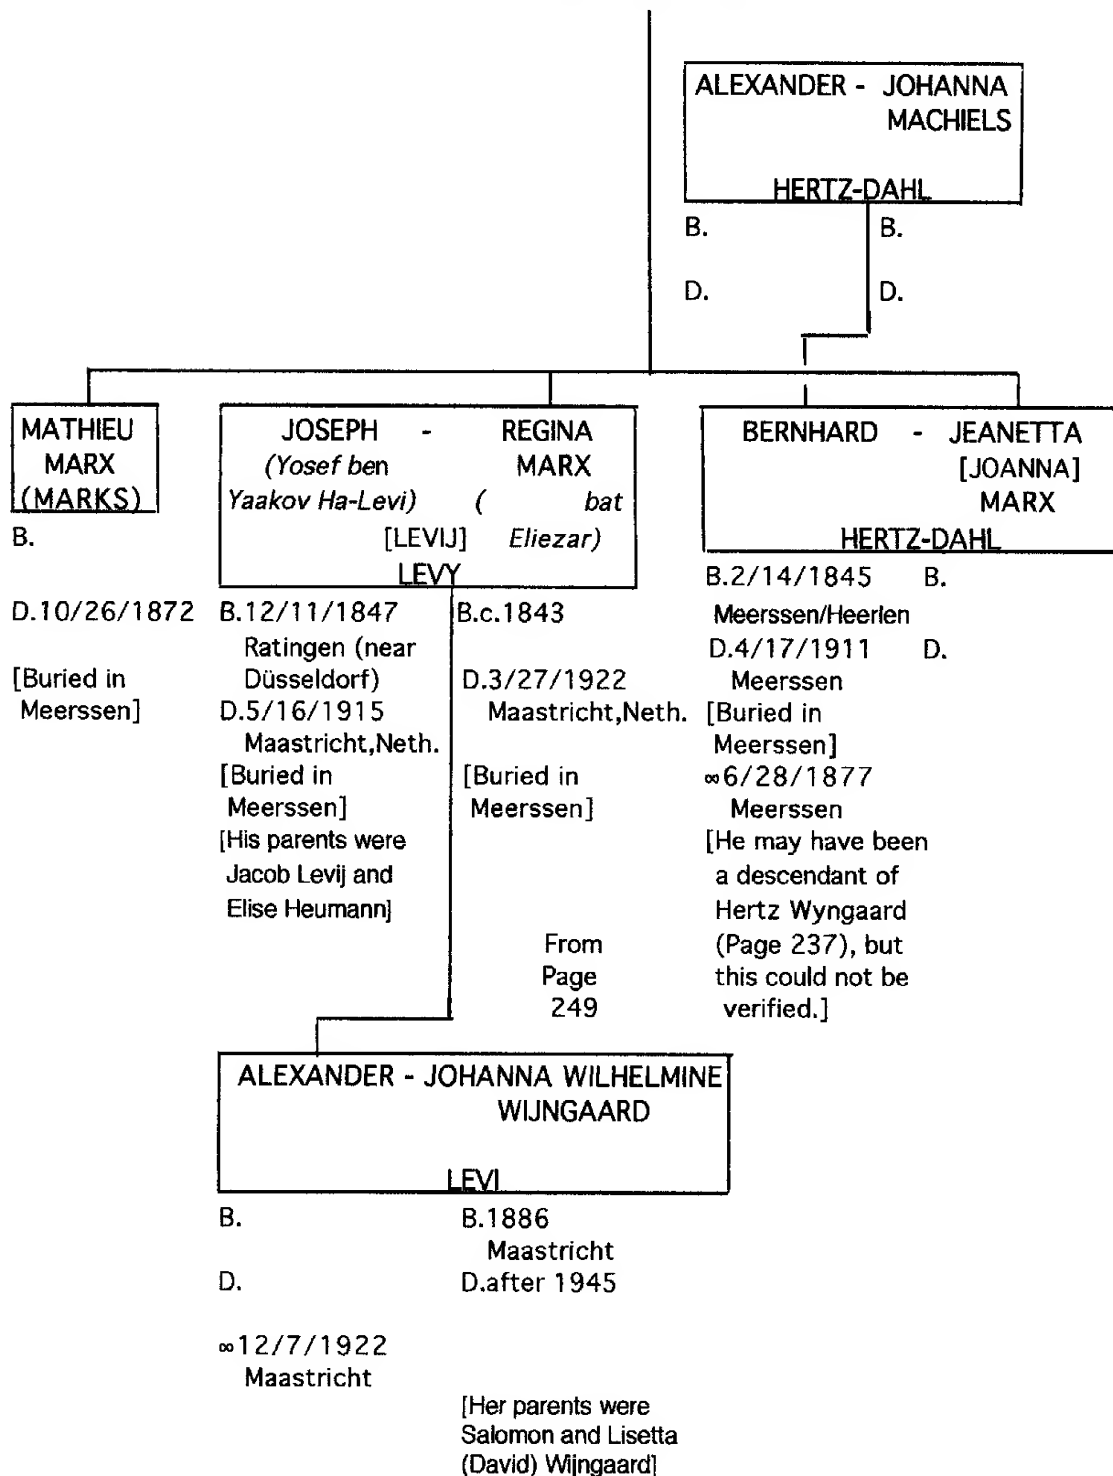 ALEXANDER - JOHANNA
MACHIELS
HERTZ-DAHL
B. B.
D. D.
MATHIEU
MARX
(MARKS)
B.
D.10/26/1872
[Buried in
Meerssen]
JOSEPH - REGINA
(Yosef ben MARX
Yaakov Ha-Levi) ( bat
[LEVIJ] Eliezar)
LEVY
B.12/11/1847
Ratingen (near
Düsseldorf)
D.5/16/1915
Maastricht,Neth.
[Buried in
Meerssen]
[His parents were
Jacob Levij and
Elise Heumann]
B.c.1843
D.3/27/1922
Maastricht,Neth.
[Buried in
Meerssen]
BERNHARD - JEANETTA
[JOANNA]
MARX
HERTZ-DAHL
B.2/14/1845 B.
Meerssen/Heerlen
D.4/17/1911 D.
Meerssen
[Buried in
Meerssen]
∞6/28/1877
Meerssen
[He may have been
a descendant of
Hertz Wyngaard
(Page 237), but
this could not be
verified.]
From
Page
249
ALEXANDER - JOHANNA WILHELMINE
WIJNGAARD
LEVI
B. B.1886
Maastricht
D. D.after 1945
∞12/7/1922
Maastricht
[Her parents were
Salomon and Lisetta
(David) Wijngaard]